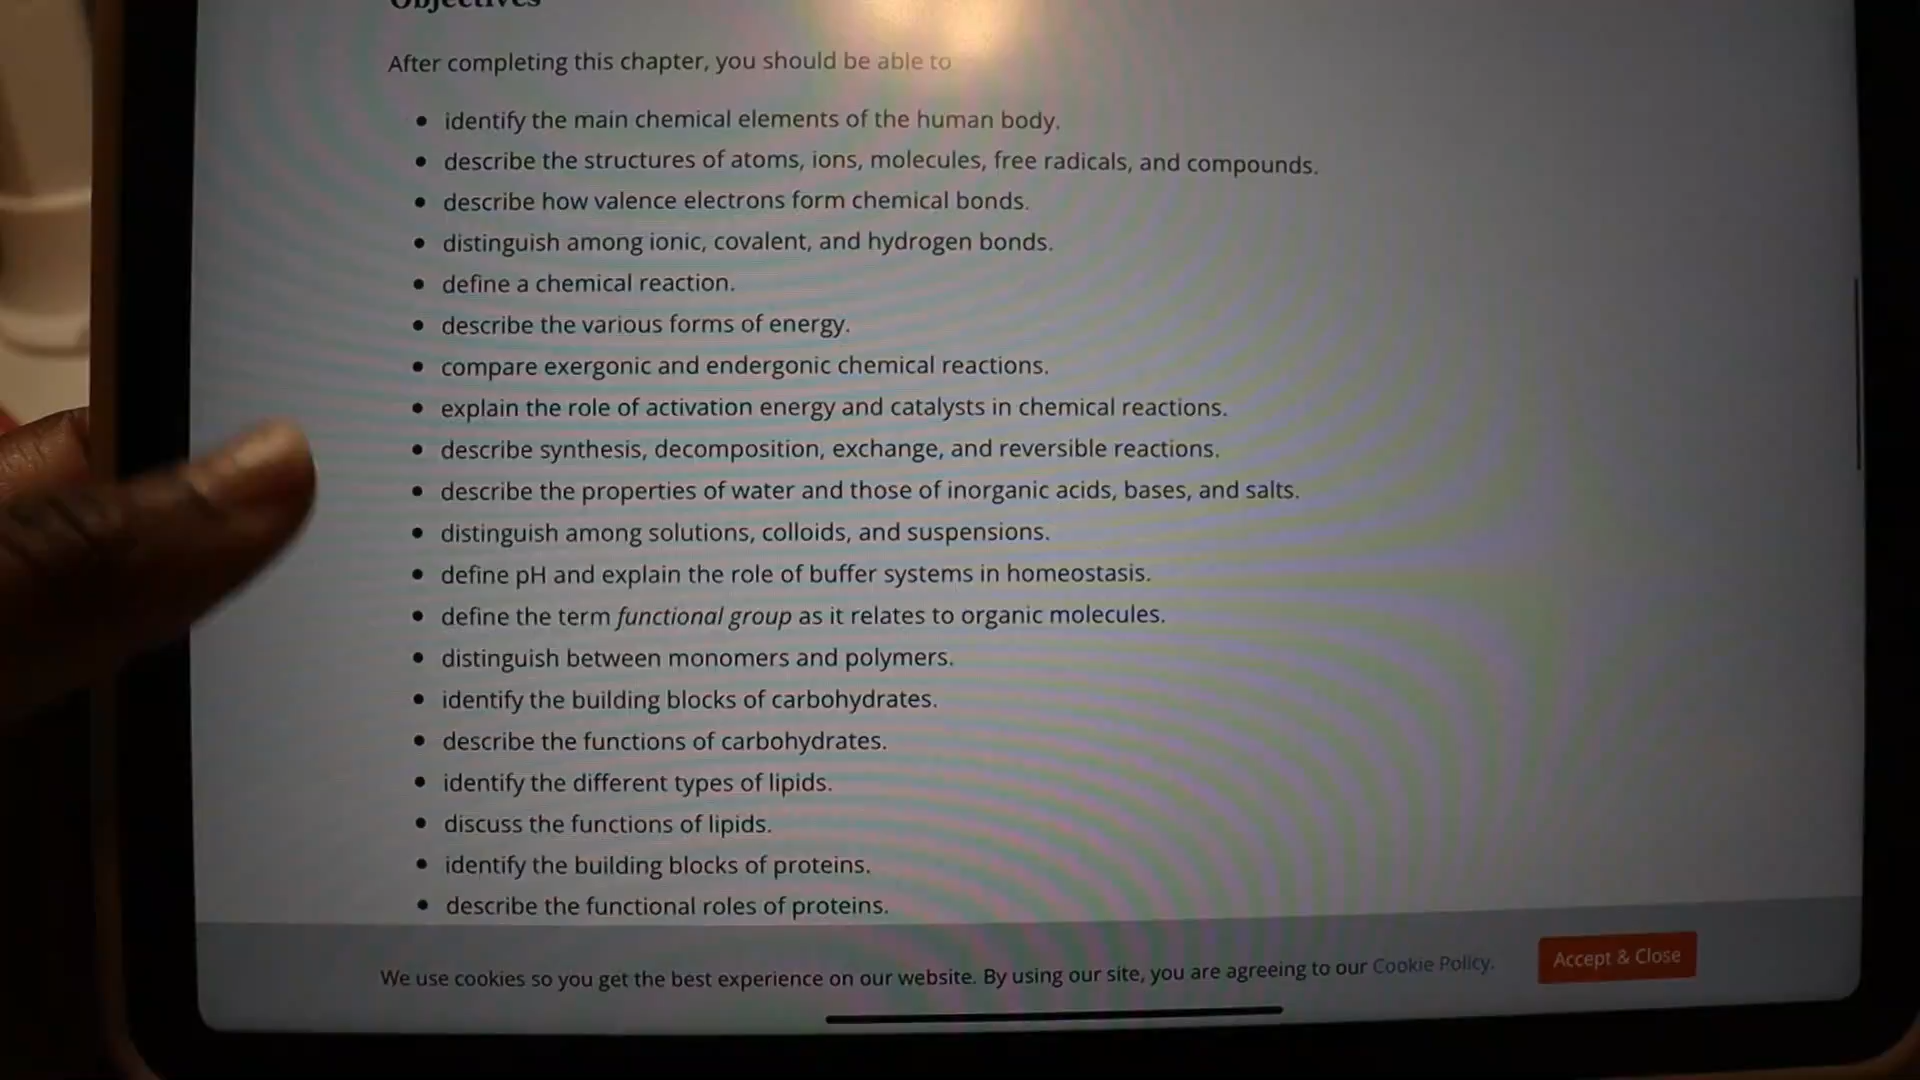 Objectives
After completing this chapter, you should be able to
• identify the main chemical elements of the human body.
• describe the structures of atoms, ions, molecules, free radicals, and compounds.
• describe how valence electrons form chemical bonds.
• distinguish among ionic, covalent, and hydrogen bonds.
• define a chemical reaction.
• describe the various forms of energy.
• compare exergonic and endergonic chemical reactions.
• explain the role of activation energy and catalysts in chemical reactions.
• describe synthesis, decomposition, exchange, and reversible reactions.
• describe the properties of water and those of inorganic acids, bases, and salts.
• distinguish among solutions, colloids, and suspensions.
• define pH and explain the role of buffer systems in homeostasis.
• define the term functional group as it relates to organic molecules.
• distinguish between monomers and polymers.
• identify the building blocks of carbohydrates.
• describe the functions of carbohydrates.
• identify the different types of lipids.
• discuss the functions of lipids.
• identify the building blocks of proteins.
• describe the functional roles of proteins.
We use cookies so you get the best experience on our website. By using our site, you are agreeing to our Cookie Policy.
Accept & Close